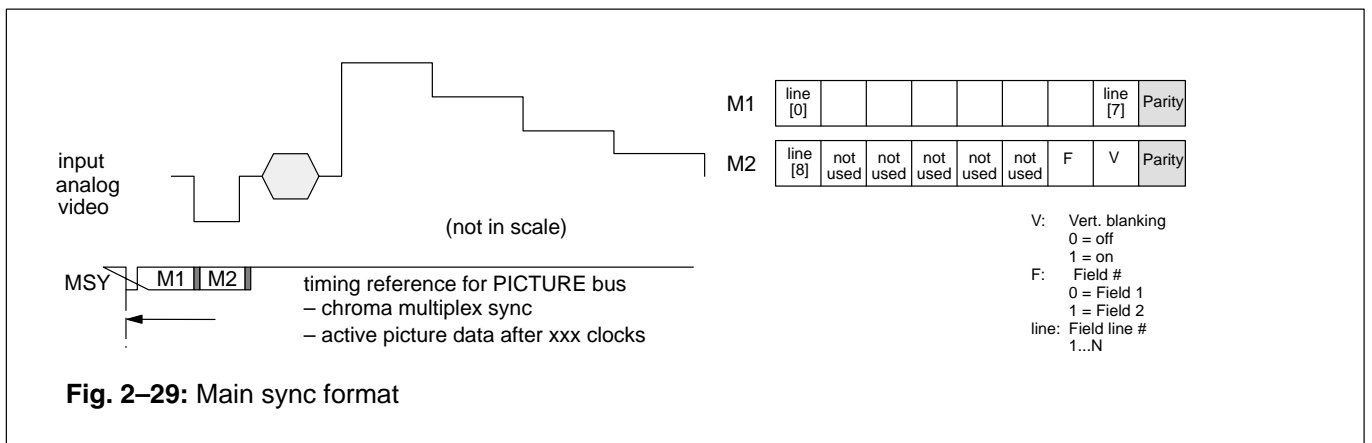 input
analog
video
(not in scale)
MSY
M1
M2
timing reference for PICTURE bus
– chroma multiplex sync
– active picture data after xxx clocks
M1
line
[0]
line
[7]
Parity
M2
line
[8]
not
used
not
used
not
used
not
used
not
used
F
V
Parity
V: Vert. blanking
0 = off
1 = on
F: Field #
0 = Field 1
1 = Field 2
line: Field line #
1...N
Fig. 2–29: Main sync format